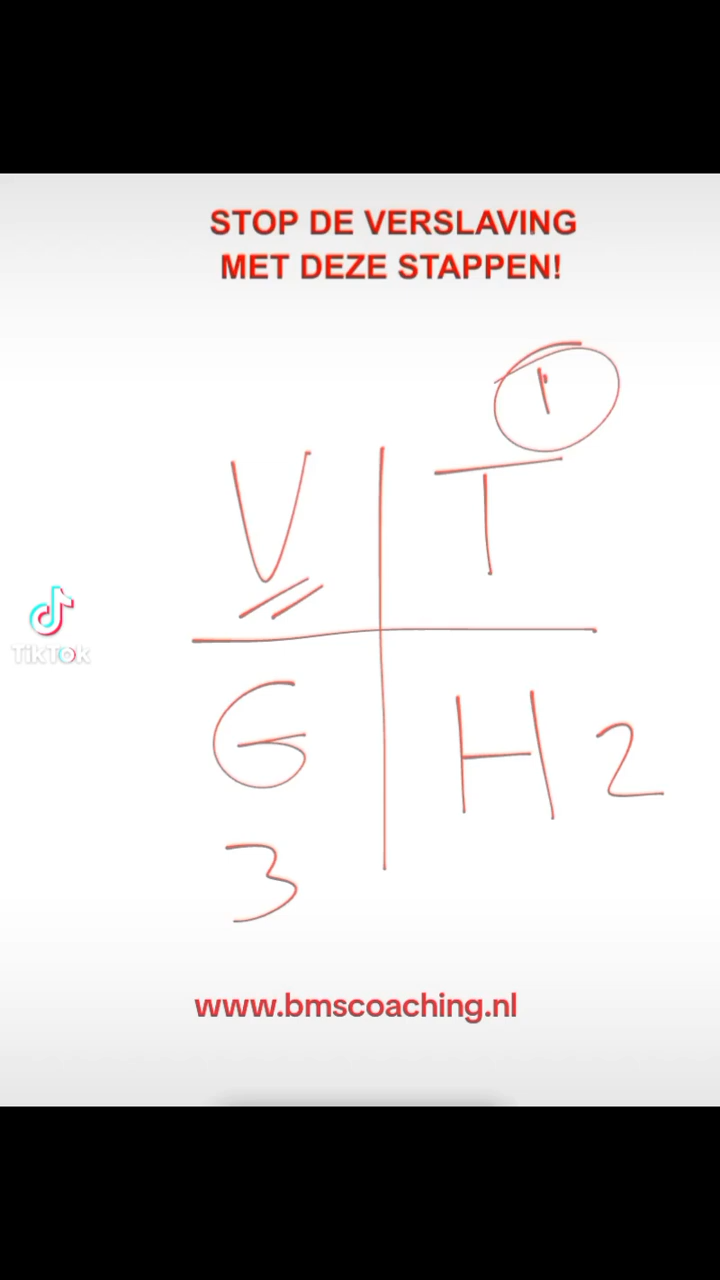 STOP DE VERSLAVING
MET DEZE STAPPEN!
1
V T
G H 2
3
TikTok
www.bmscoaching.nl